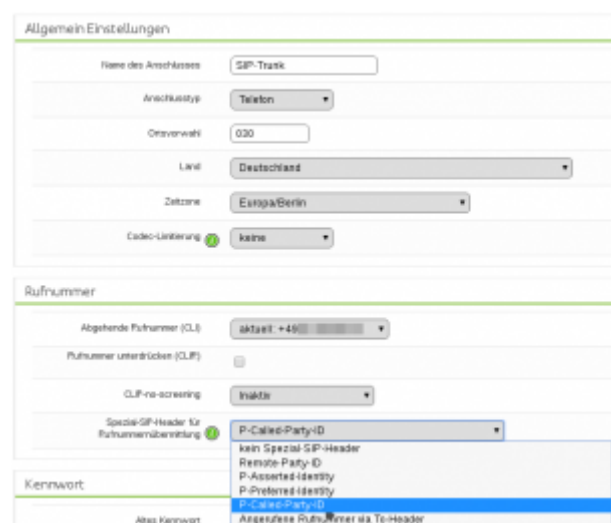 Allgemein Einstellungen
Name des Anschlusses SIP-Trunk
Anschlusstyp Telefon
Ortsvorwahl 030
Land Deutschland
Zeitzone Europa/Berlin
Codec-Limitierung keine
Rufnummer
Abgehende Rufnummer (CLI) aktuell: +49
Rufnummer unterdrücken (CLIR)
CLIP-no-screening Inaktiv
Spezial-SIP-Header für
Rufnummernübermittlung P-Called-Party-ID
kein Spezial-SIP-Header
Remote-Party-ID
P-Asserted-Identity
P-Preferred-Identity
P-Called-Party-ID
Kennwort
Altes Kennwort Angerufene Rufnummer via To-Header